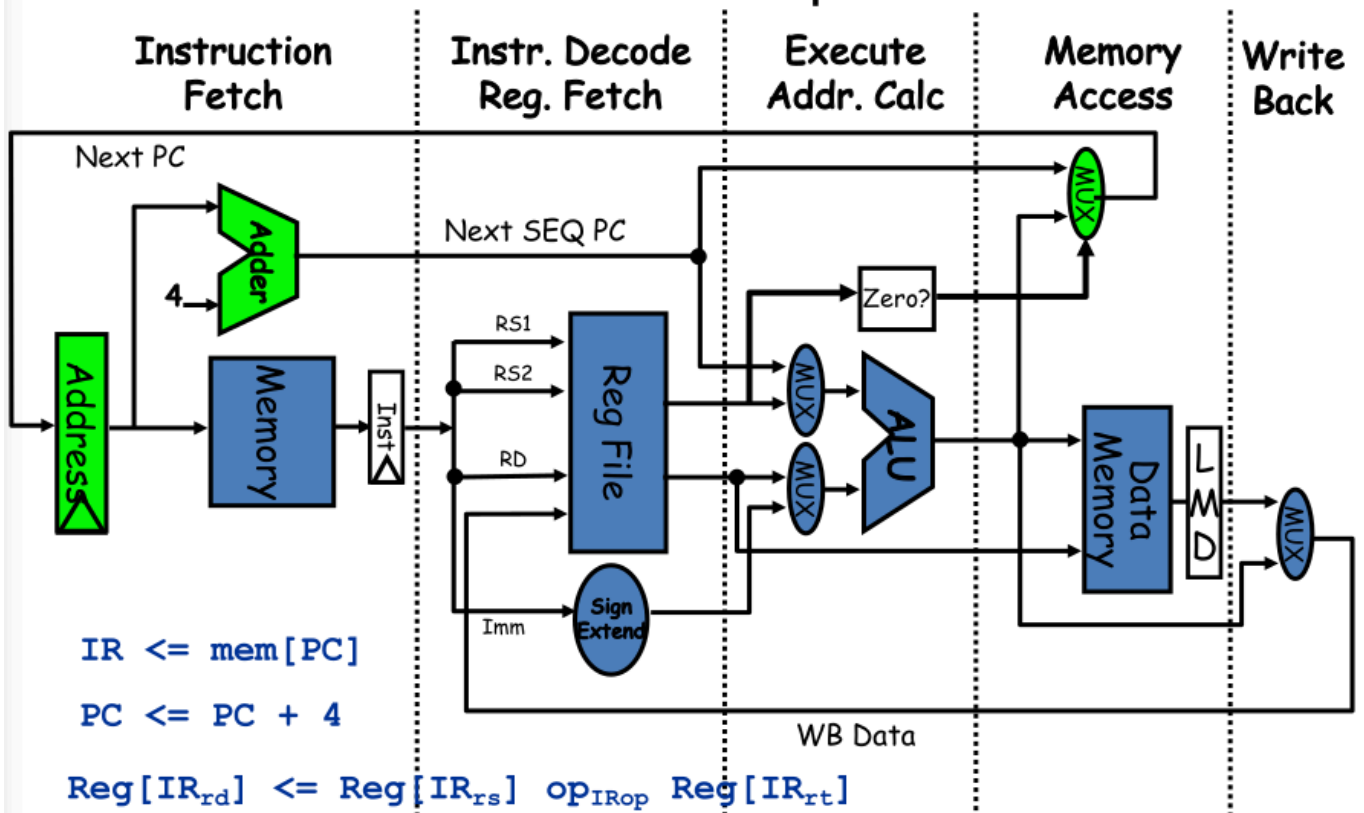 Instruction
Fetch
Instr. Decode
Reg. Fetch
Execute
Addr. Calc
Memory
Access
Write
Back
Next PC
Adder
4
Next SEQ PC
MUX
Zero?
RS1
RS2
RD
Imm
Address
Memory
Inst
Reg File
Sign
Extend
MUX
MUX
ALU
Data
Memory
L
M
D
MUX
WB Data
IR <= mem[PC]
PC <= PC + 4
Reg[IRrd] <= Reg[IRrs] opIRop Reg[IRrt]